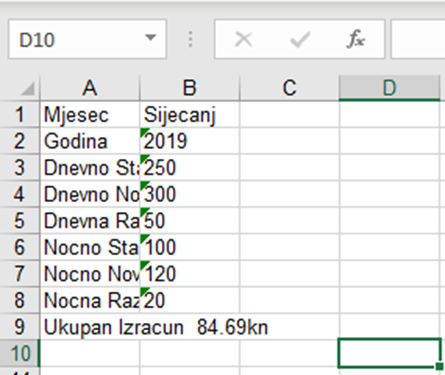 D10 fx
A B C D
1 Mjesec Sijecanj
2 Godina 2019
3 Dnevno Sta 250
4 Dnevno No 300
5 Dnevna Ra 50
6 Nocno Sta 100
7 Nocno Nov 120
8 Nocna Raz 20
9 Ukupan Izracun 84.69kn
10